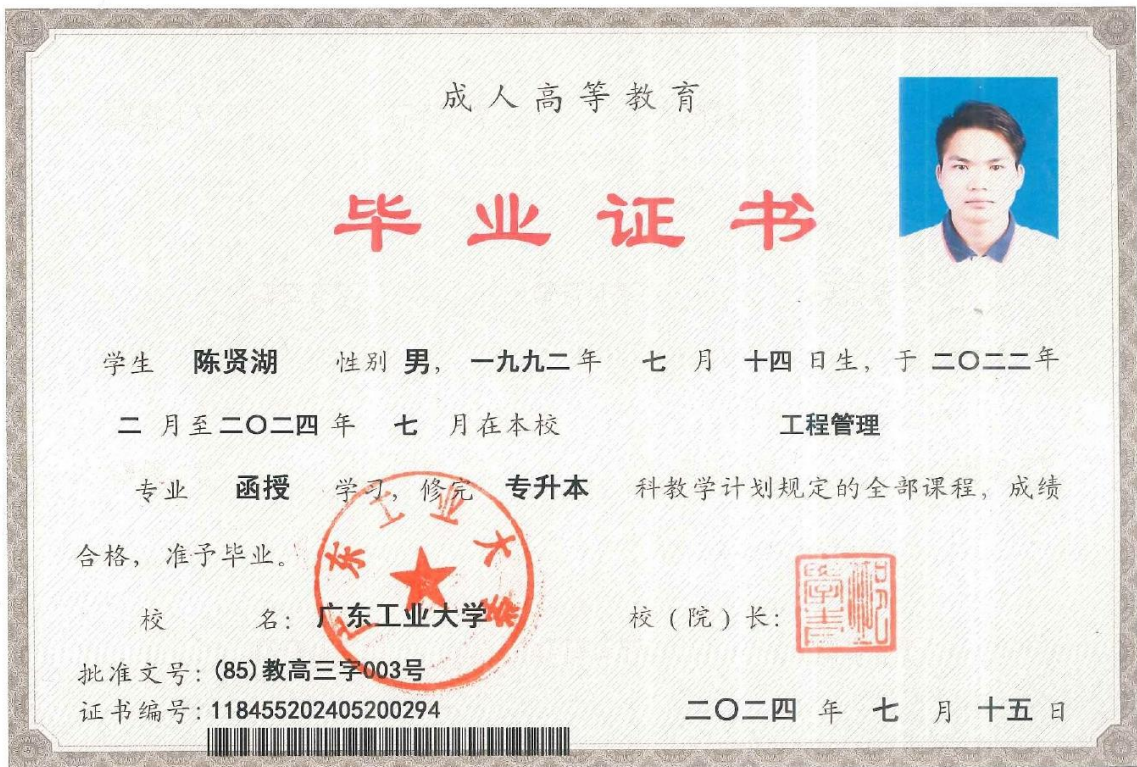 成人高等教育
毕业证书
学生 陈贤湖 性别 男, 一九九二 年 七 月 十四 日生, 于 二〇二二年
二 月至 二〇二四 年 七 月在本校 工程管理
专业 函授 学习, 修完 专升本 科教学计划规定的全部课程, 成绩
合格, 准予毕业。
广东工业大学
校 名: 广东工业大学 校(院)长:
批准文号: (85)教高三字003号
证书编号: 118455202405200294
二〇二四 年 七 月 十五 日